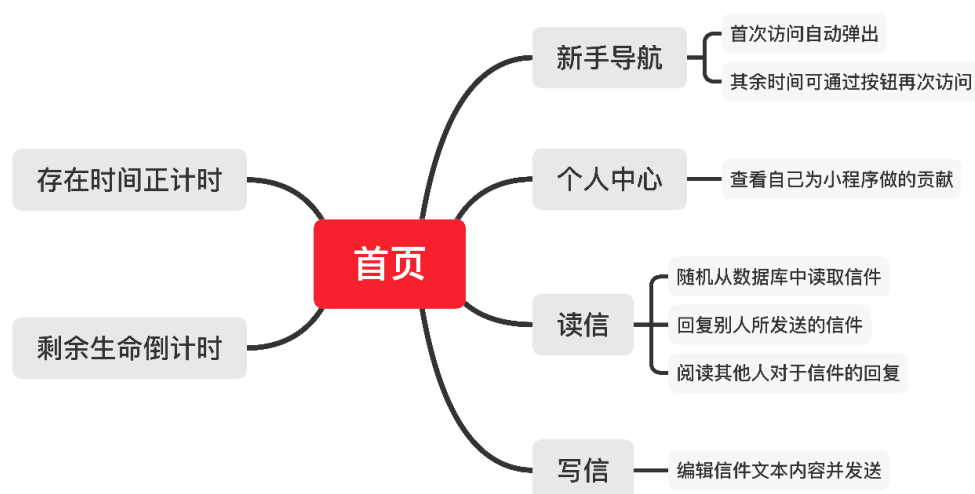 首页
新手导航
首次访问自动弹出
其余时间可通过按钮再次访问
个人中心
查看自己为小程序做的贡献
读信
随机从数据库中读取信件
回复别人所发送的信件
阅读其他人对于信件的回复
写信
编辑信件文本内容并发送
存在时间正计时
剩余生命倒计时